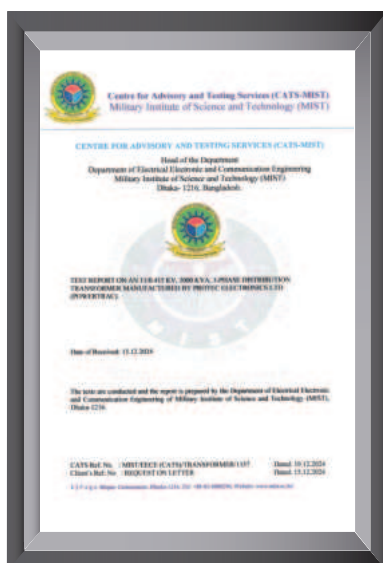 Centre for Advisory and Testing Services (CATS-MIST)
Military Institute of Science and Technology (MIST)
CENTRE FOR ADVISORY AND TESTING SERVICES (CATS-MIST)
Head of the Department
Department of Electrical Electronic and Communication Engineering
Military Institute of Science and Technology (MIST)
Dhaka- 1216, Bangladesh
MIST
TEST REPORT ON AN 11/0.415 KV, 2000 KVA, 3-PHASE DISTRIBUTION
TRANSFORMER MANUFACTURED BY PROTEC ELECTRONICS LTD
(POWERTRAC)
Date of Received: 15.12.2024
The tests are conducted and the report is prepared by the Department of Electrical Electronic
and Communication Engineering of Military Institute of Science and Technology (MIST),
Dhaka-1216.
CATS Ref. No. : MIST/EECE (CATS)/TRANSFORMER/1357 Dated:
Client's Ref. No. : REQUEST ON LETTER Dated: 15.12.2024